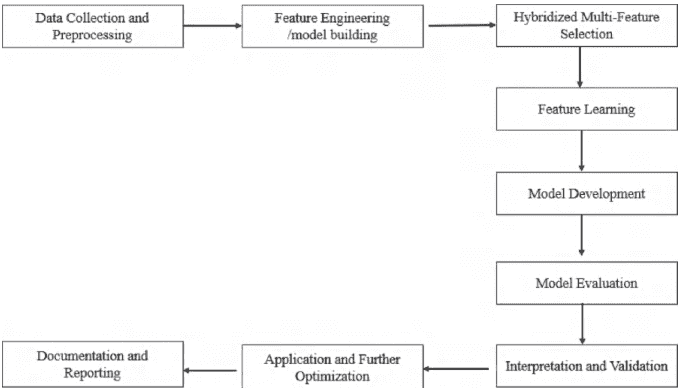 Data Collection and
Preprocessing
Feature Engineering
/model building
Hybridized Multi-Feature
Selection
Feature Learning
Model Development
Model Evaluation
Interpretation and Validation
Application and Further
Optimization
Documentation and
Reporting